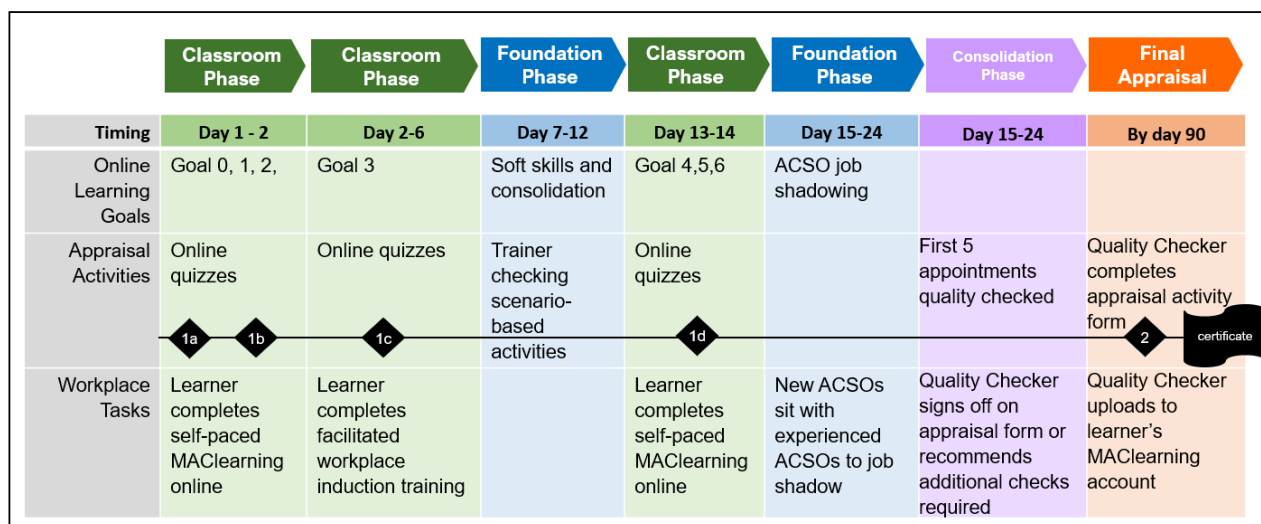 Classroom Phase
Classroom Phase
Foundation Phase
Classroom Phase
Foundation Phase
Consolidation Phase
Final Appraisal
Timing
Day 1 - 2
Day 2-6
Day 7-12
Day 13-14
Day 15-24
Day 15-24
By day 90
Online
Learning
Goals
Goal 0, 1, 2,
Goal 3
Soft skills and
consolidation
Goal 4,5,6
ACSO job
shadowing
Appraisal
Activities
Online
quizzes
Online quizzes
Trainer
checking
scenario-
based
activities
Online
quizzes
First 5
appointments
quality checked
Quality Checker
completes
appraisal activity
form
1a
1b
1c
1d
2
certificate
Workplace
Tasks
Learner
completes
self-paced
MAClearning
online
Learner
completes
facilitated
workplace
induction training
Learner
completes
self-paced
MAClearning
online
New ACSOs
sit with
experienced
ACSOs to job
shadow
Quality Checker
signs off on
appraisal form or
recommends
additional checks
required
Quality Checker
uploads to
learner's
MAClearning
account